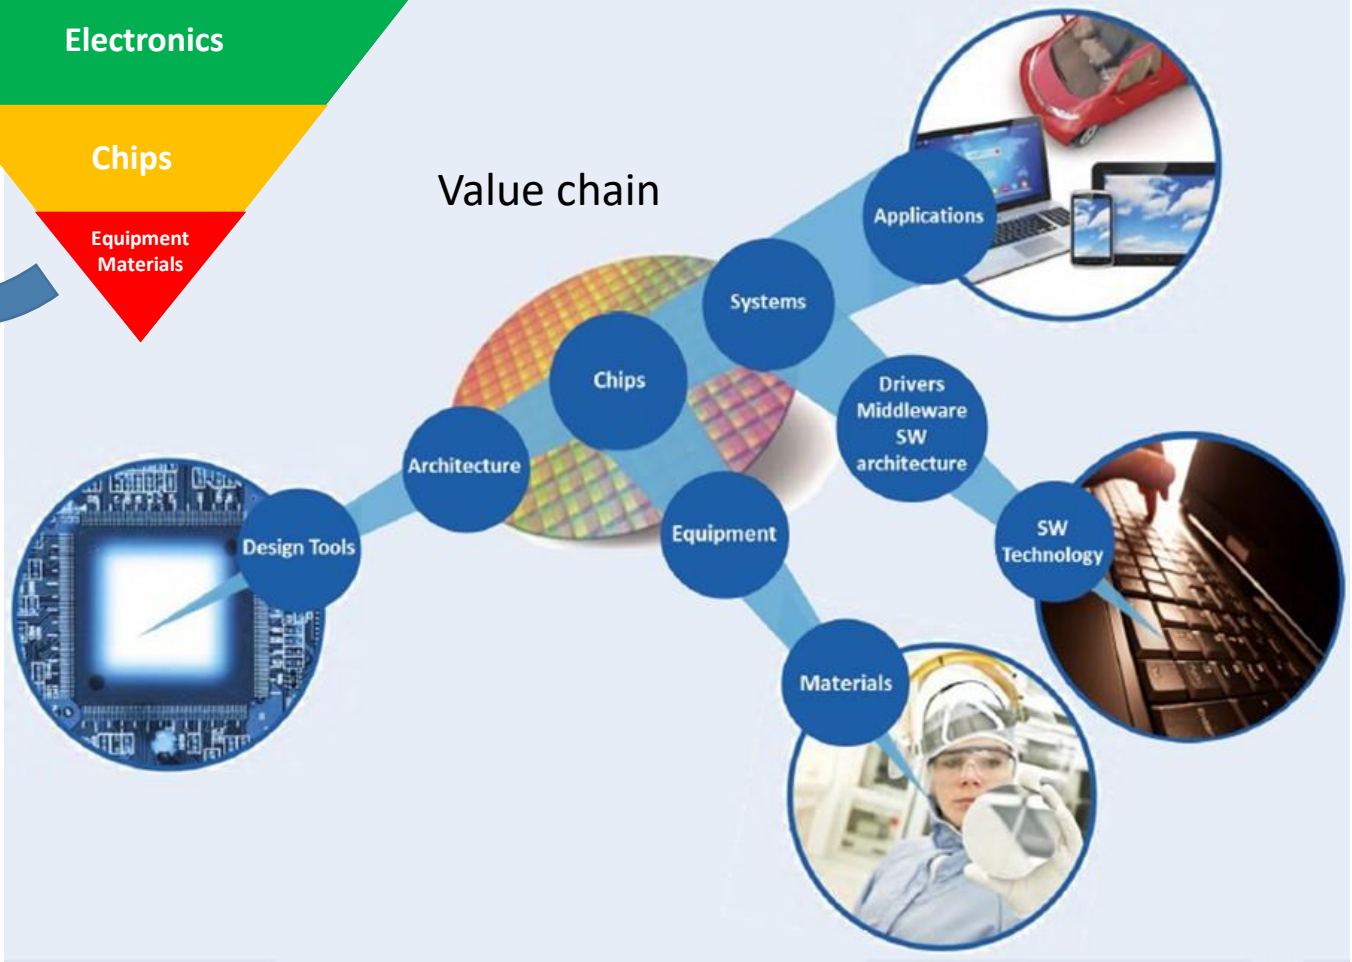 Electronics
Chips
Equipment
Materials
Value chain
Applications
Systems
Chips
Drivers
Middleware
SW
architecture
Architecture
Design Tools
Equipment
SW
Technology
Materials